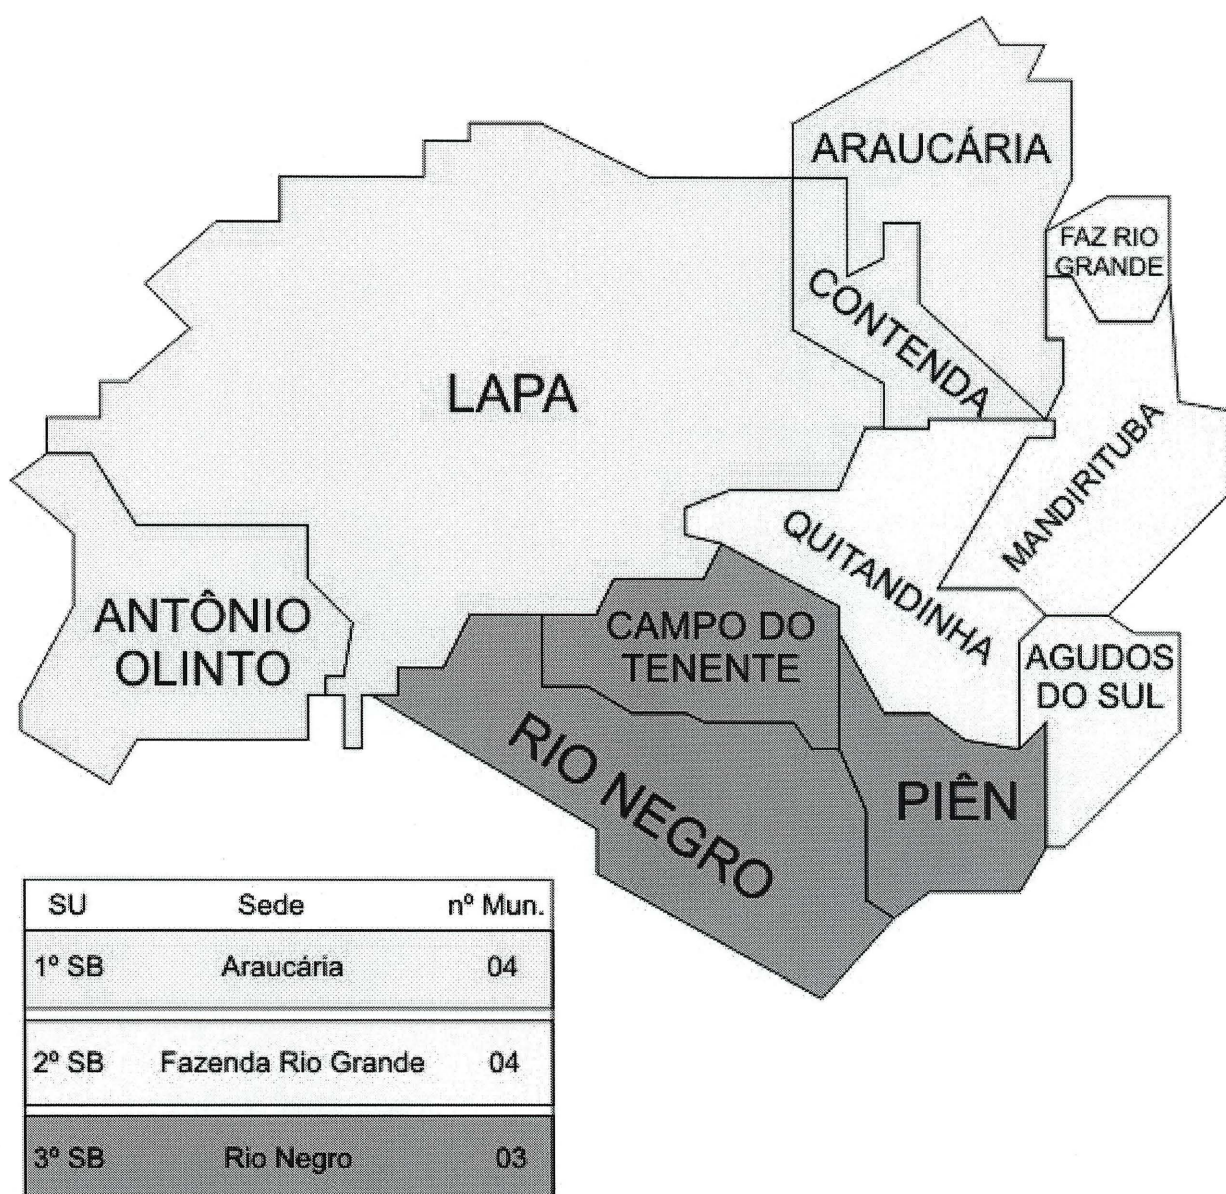 ARAUCÁRIA
FAZ RIO
GRANDE
CONTENDA
LAPA
MANDIRITUBA
QUITANDINHA
ANTÔNIO
OLINTO
CAMPO DO
TENENTE
AGUDOS
DO SUL
RIO NEGRO
PIÊN
SU Sede nº Mun.
1º SB Araucária 04
2º SB Fazenda Rio Grande 04
3º SB Rio Negro 03